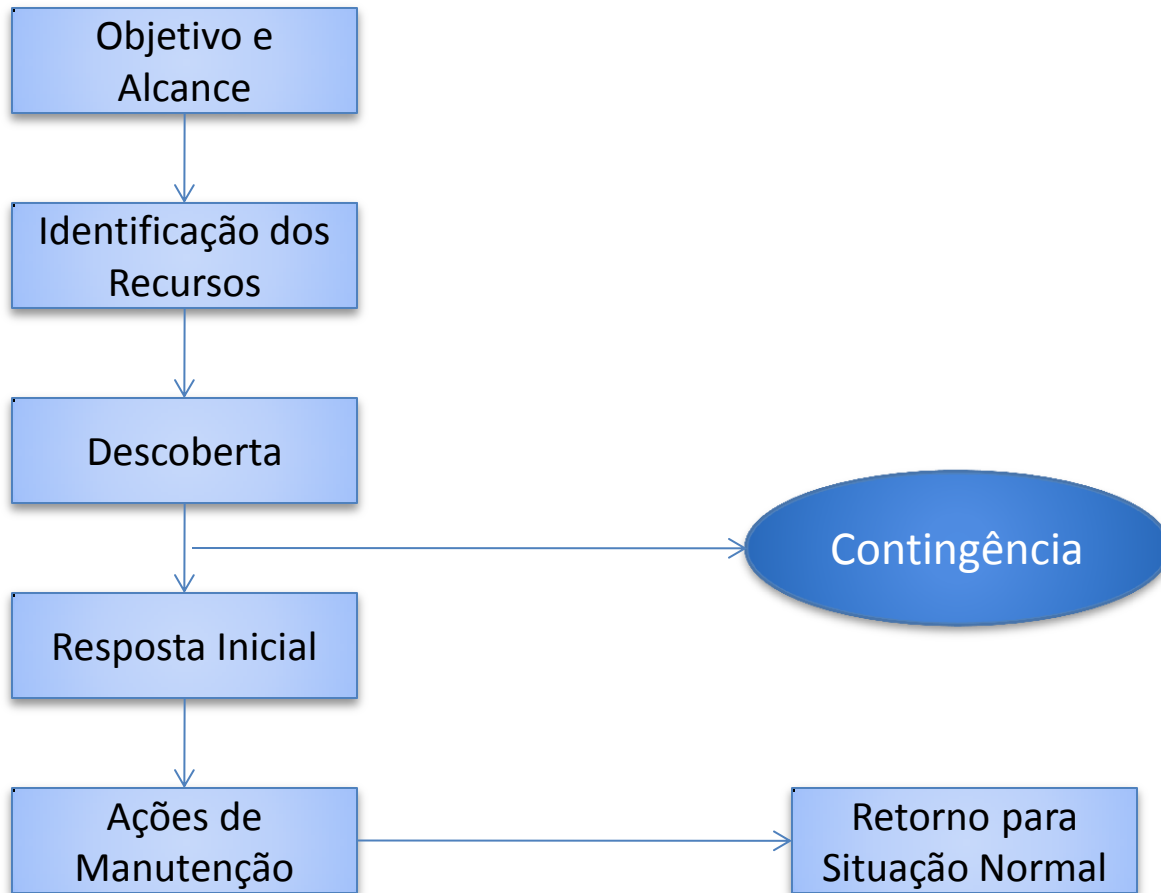 Objetivo e
Alcance
Identificação dos
Recursos
Descoberta
Contingência
Resposta Inicial
Ações de
Manutenção
Retorno para
Situação Normal